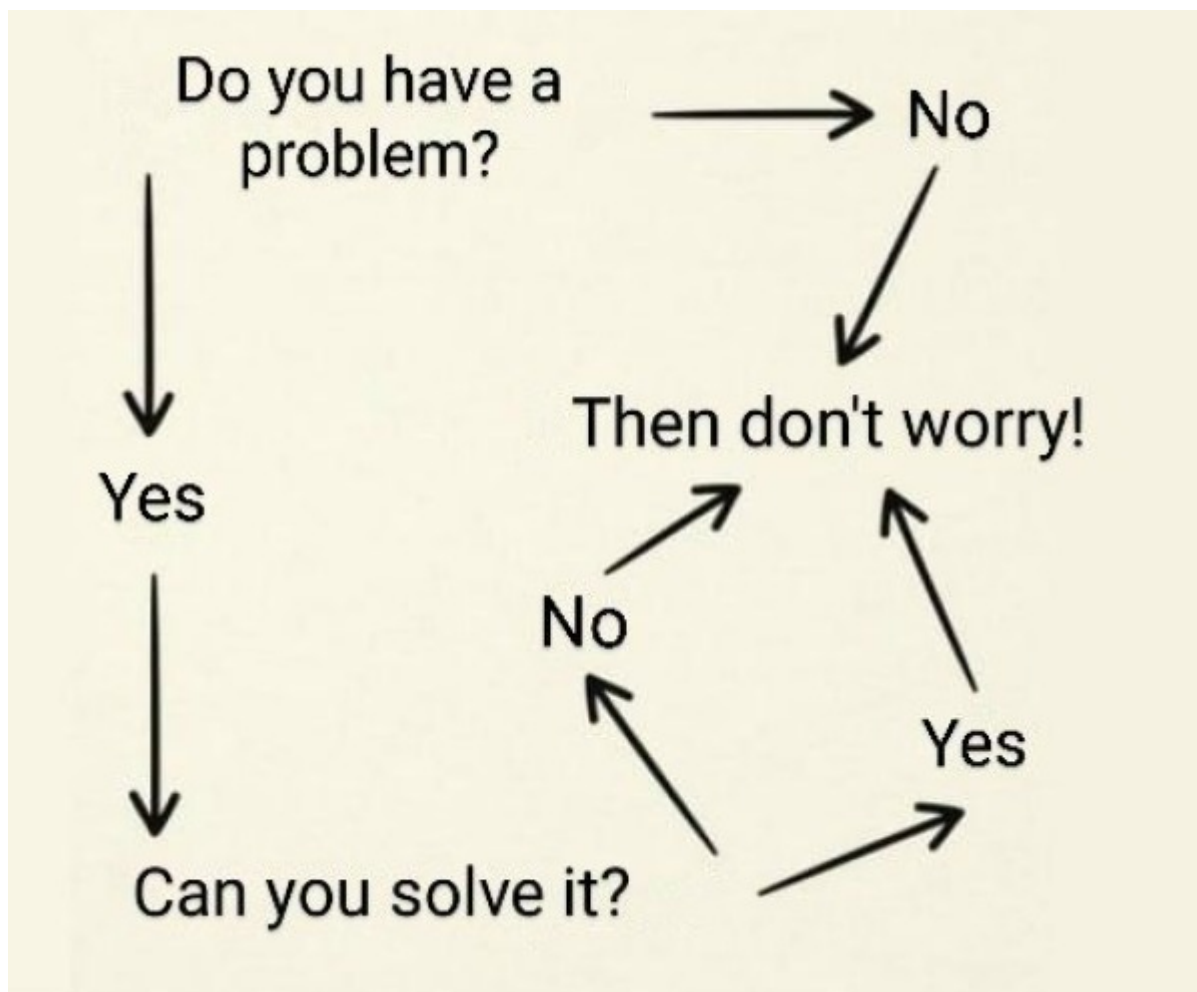 Do you have a
problem?
No
Then don't worry!
Yes
No
Yes
Can you solve it?